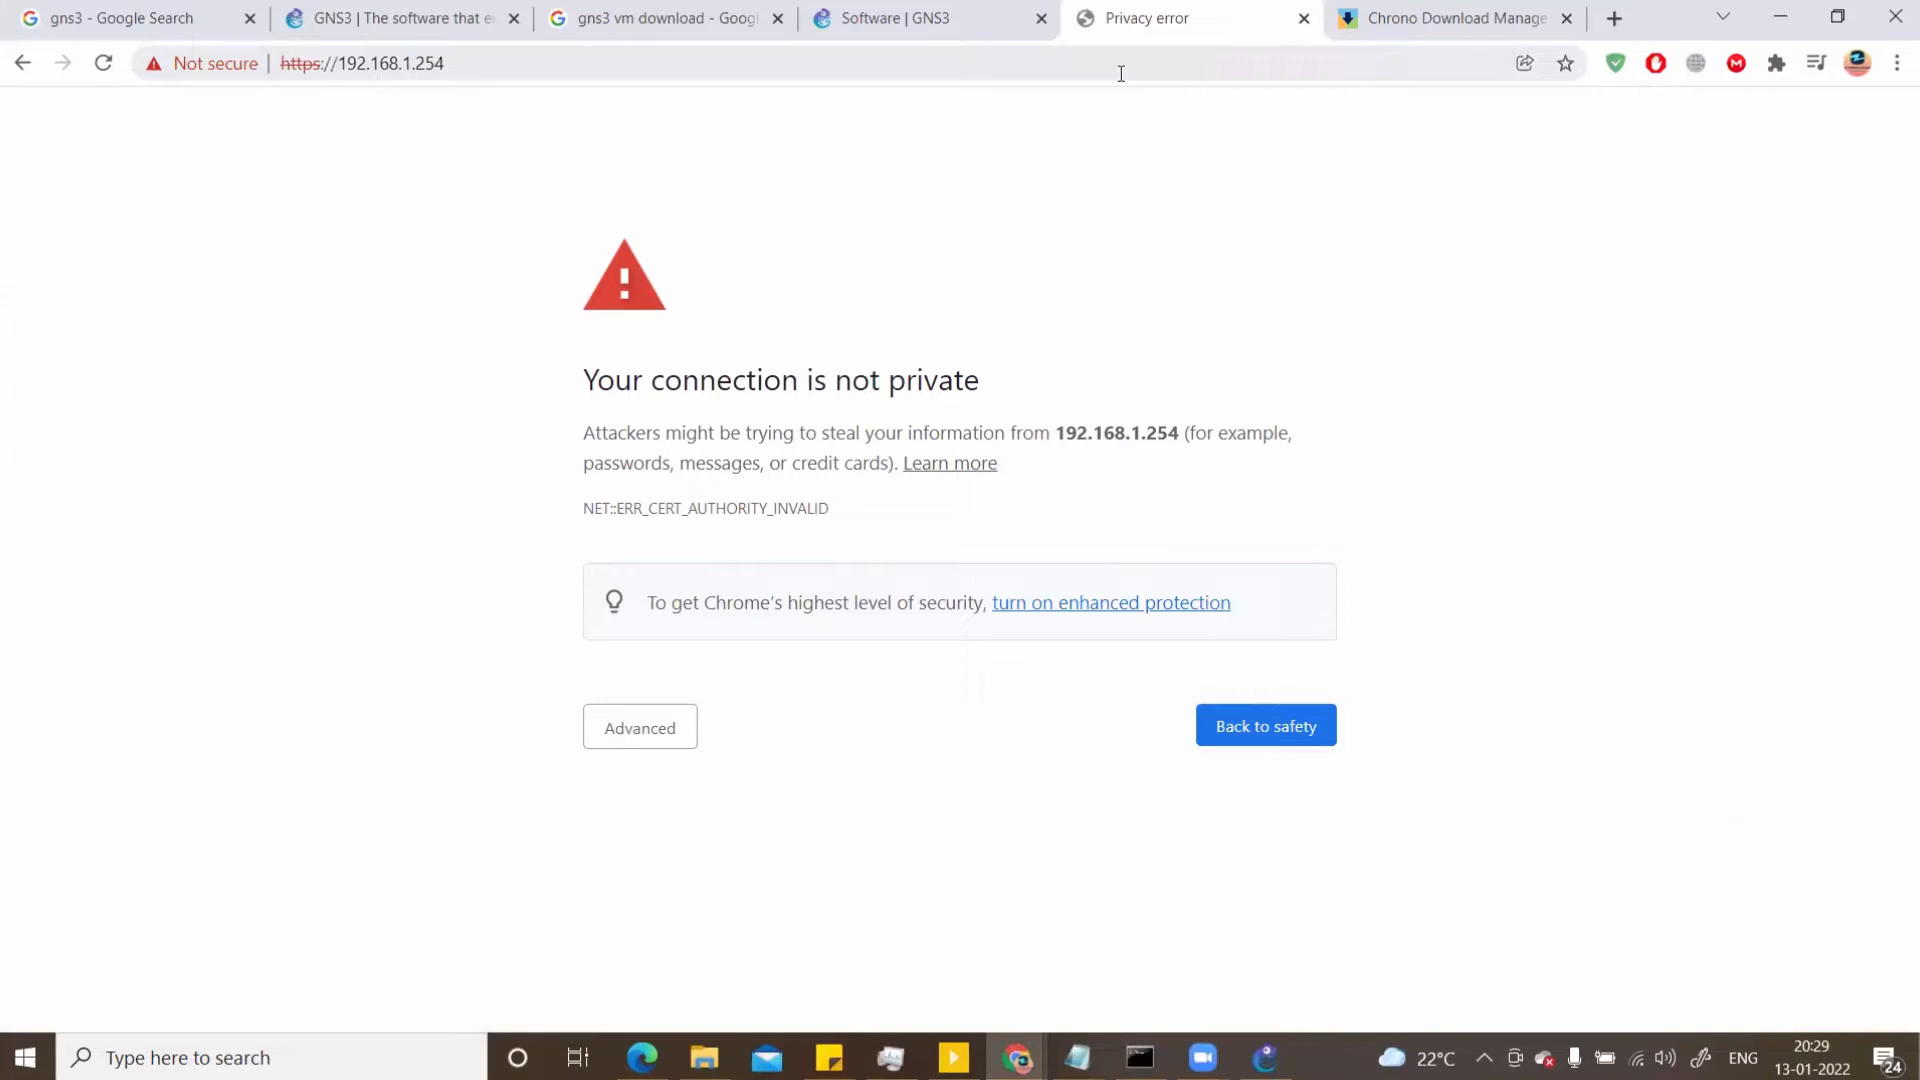 gns3 - Google Search
GNS3 | The software that e
gns3 vm download - Googl
Software | GNS3
Privacy error
Chrono Download Manage
Not secure | https://192.168.1.254
Your connection is not private
Attackers might be trying to steal your information from 192.168.1.254 (for example,
passwords, messages, or credit cards). Learn more
NET::ERR_CERT_AUTHORITY_INVALID
To get Chrome's highest level of security, turn on enhanced protection
Advanced
Back to safety
Type here to search
22°C
ENG
20:29
13-01-2022
24